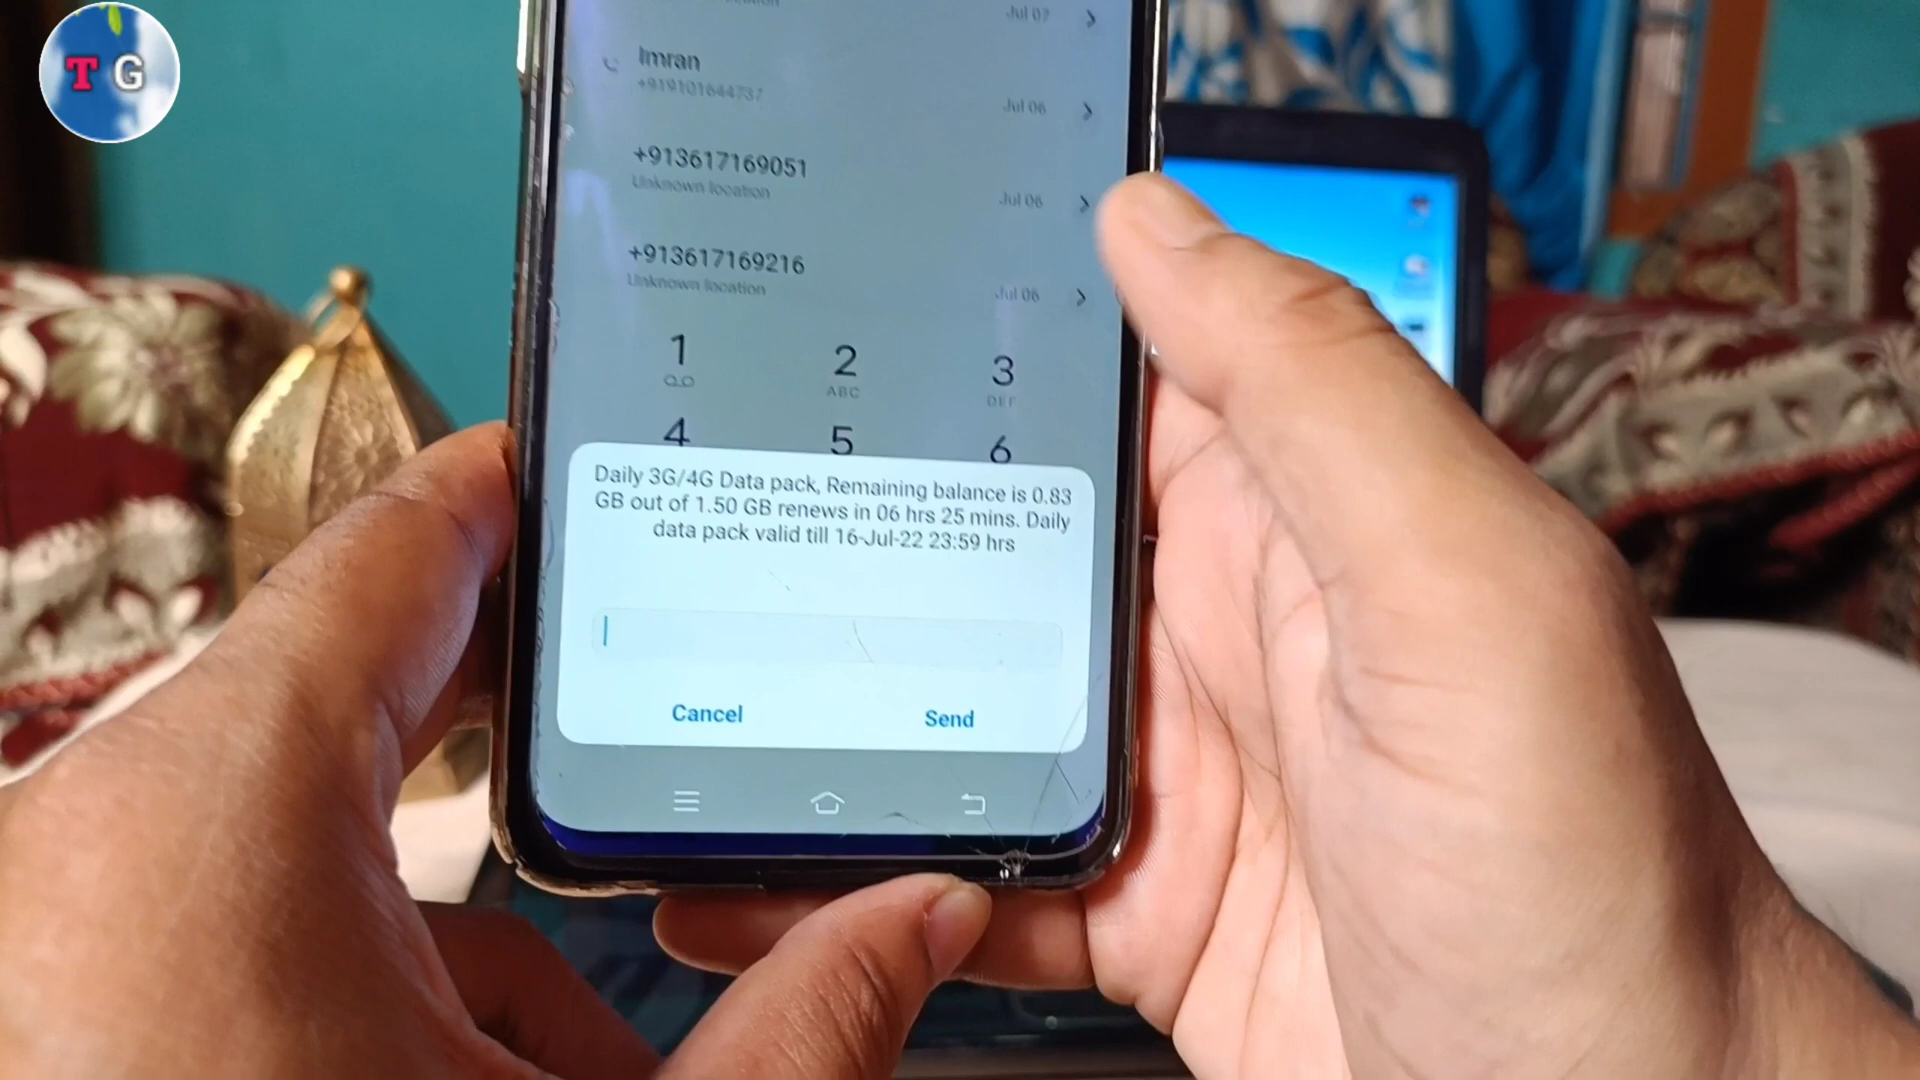 T G
Jul 07
Imran
+919101644737
Jul 06
+913617169051
Unknown location
Jul 06
+913617169216
Unknown location
Jul 06
1 2 3
ABC DEF
4 5 6
Daily 3G/4G Data pack, Remaining balance is 0.83
GB out of 1.50 GB renews in 06 hrs 25 mins. Daily
data pack valid till 16-Jul-22 23:59 hrs
Cancel Send